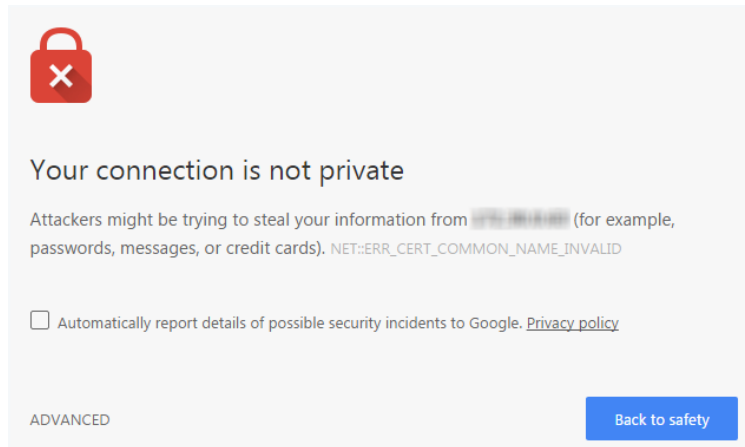 Your connection is not private
Attackers might be trying to steal your information from (for example,
passwords, messages, or credit cards). NET::ERR_CERT_COMMON_NAME_INVALID
Automatically report details of possible security incidents to Google. Privacy policy
ADVANCED
Back to safety